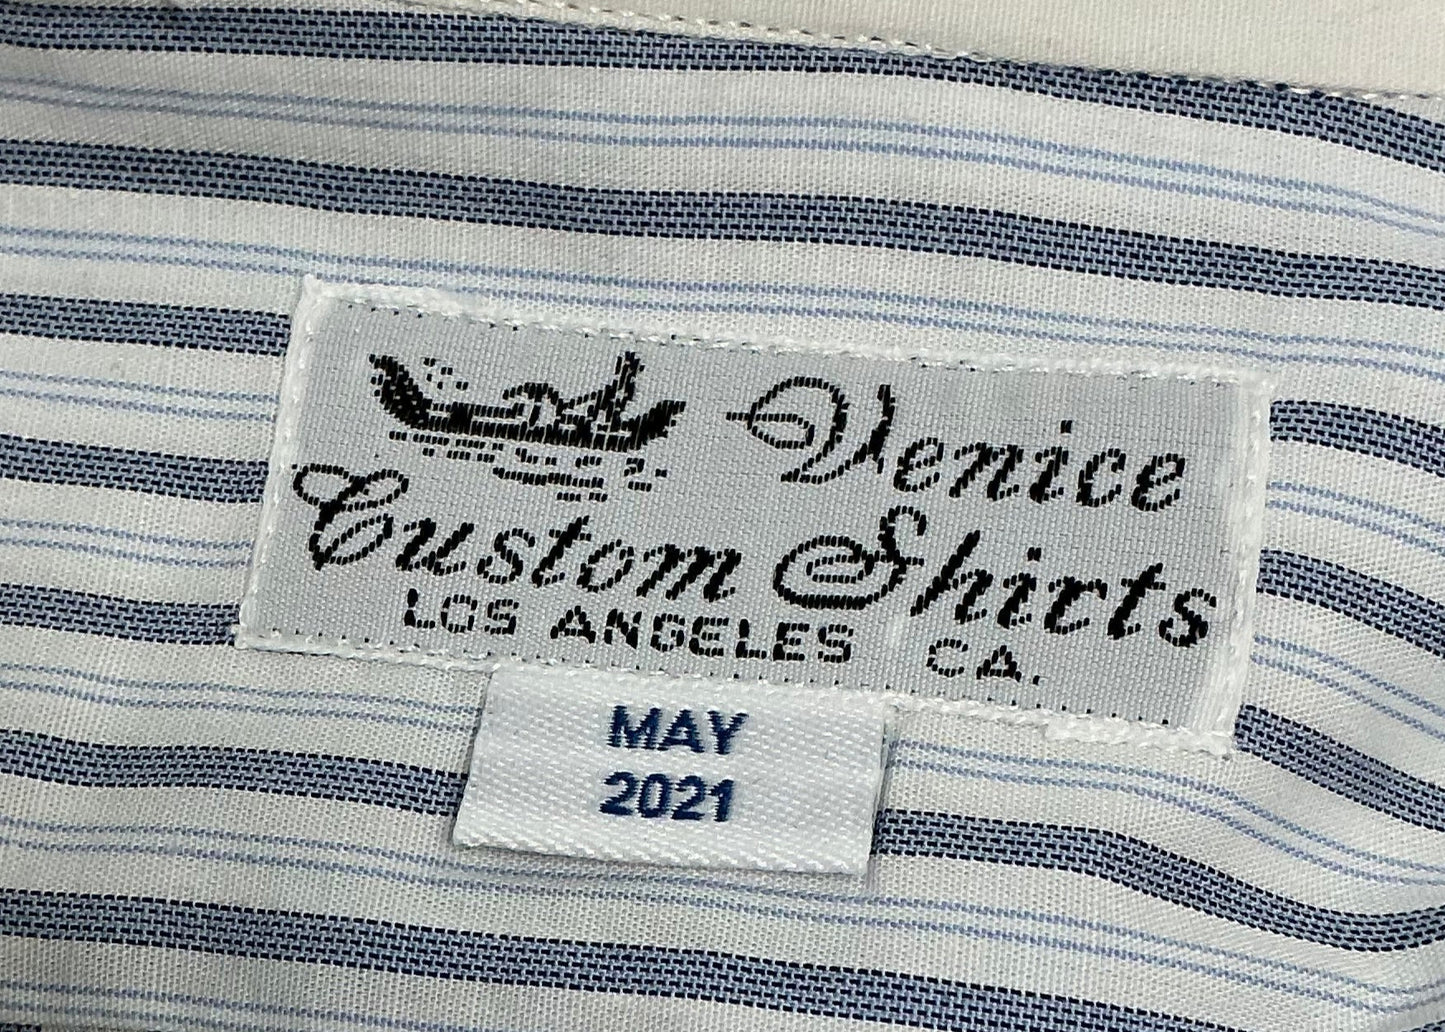 Venice
Custom Shirts
LOS ANGELES CA.
MAY
2021